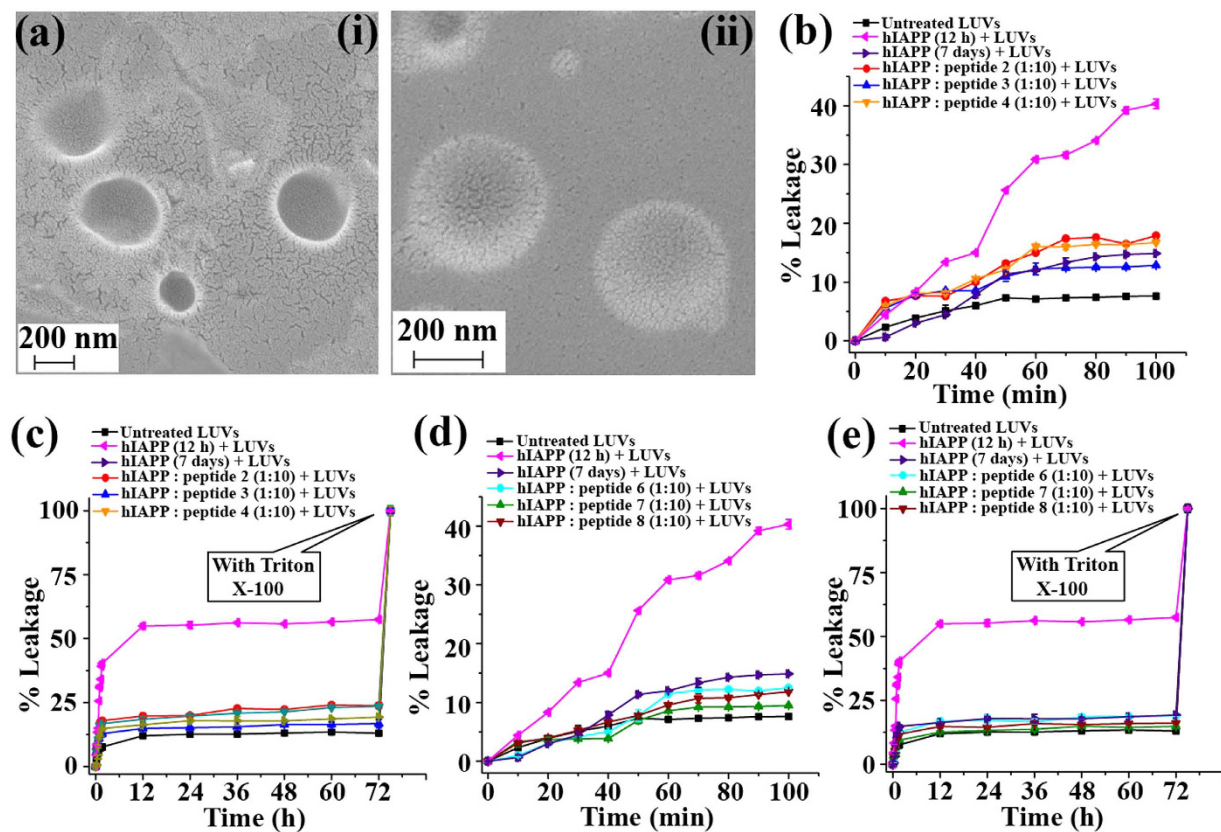 (a)
(i)
200 nm
(ii)
200 nm
(b)
Untreated LUVs
hIAPP (12 h) + LUVs
hIAPP (7 days) + LUVs
hIAPP : peptide 2 (1:10) + LUVs
hIAPP : peptide 3 (1:10) + LUVs
hIAPP : peptide 4 (1:10) + LUVs
% Leakage
40
30
20
10
0
0 20 40 60 80 100
Time (min)
(c)
Untreated LUVs
hIAPP (12 h) + LUVs
hIAPP (7 days) + LUVs
hIAPP : peptide 2 (1:10) + LUVs
hIAPP : peptide 3 (1:10) + LUVs
hIAPP : peptide 4 (1:10) + LUVs
% Leakage
100
75
50
25
0
With Triton
X-100
0 12 24 36 48 60 72
Time (h)
(d)
Untreated LUVs
hIAPP (12 h) + LUVs
hIAPP (7 days) + LUVs
hIAPP : peptide 6 (1:10) + LUVs
hIAPP : peptide 7 (1:10) + LUVs
hIAPP : peptide 8 (1:10) + LUVs
% Leakage
40
30
20
10
0
0 20 40 60 80 100
Time (min)
(e)
Untreated LUVs
hIAPP (12 h) + LUVs
hIAPP (7 days) + LUVs
hIAPP : peptide 6 (1:10) + LUVs
hIAPP : peptide 7 (1:10) + LUVs
hIAPP : peptide 8 (1:10) + LUVs
% Leakage
100
75
50
25
0
With Triton
X-100
0 12 24 36 48 60 72
Time (h)